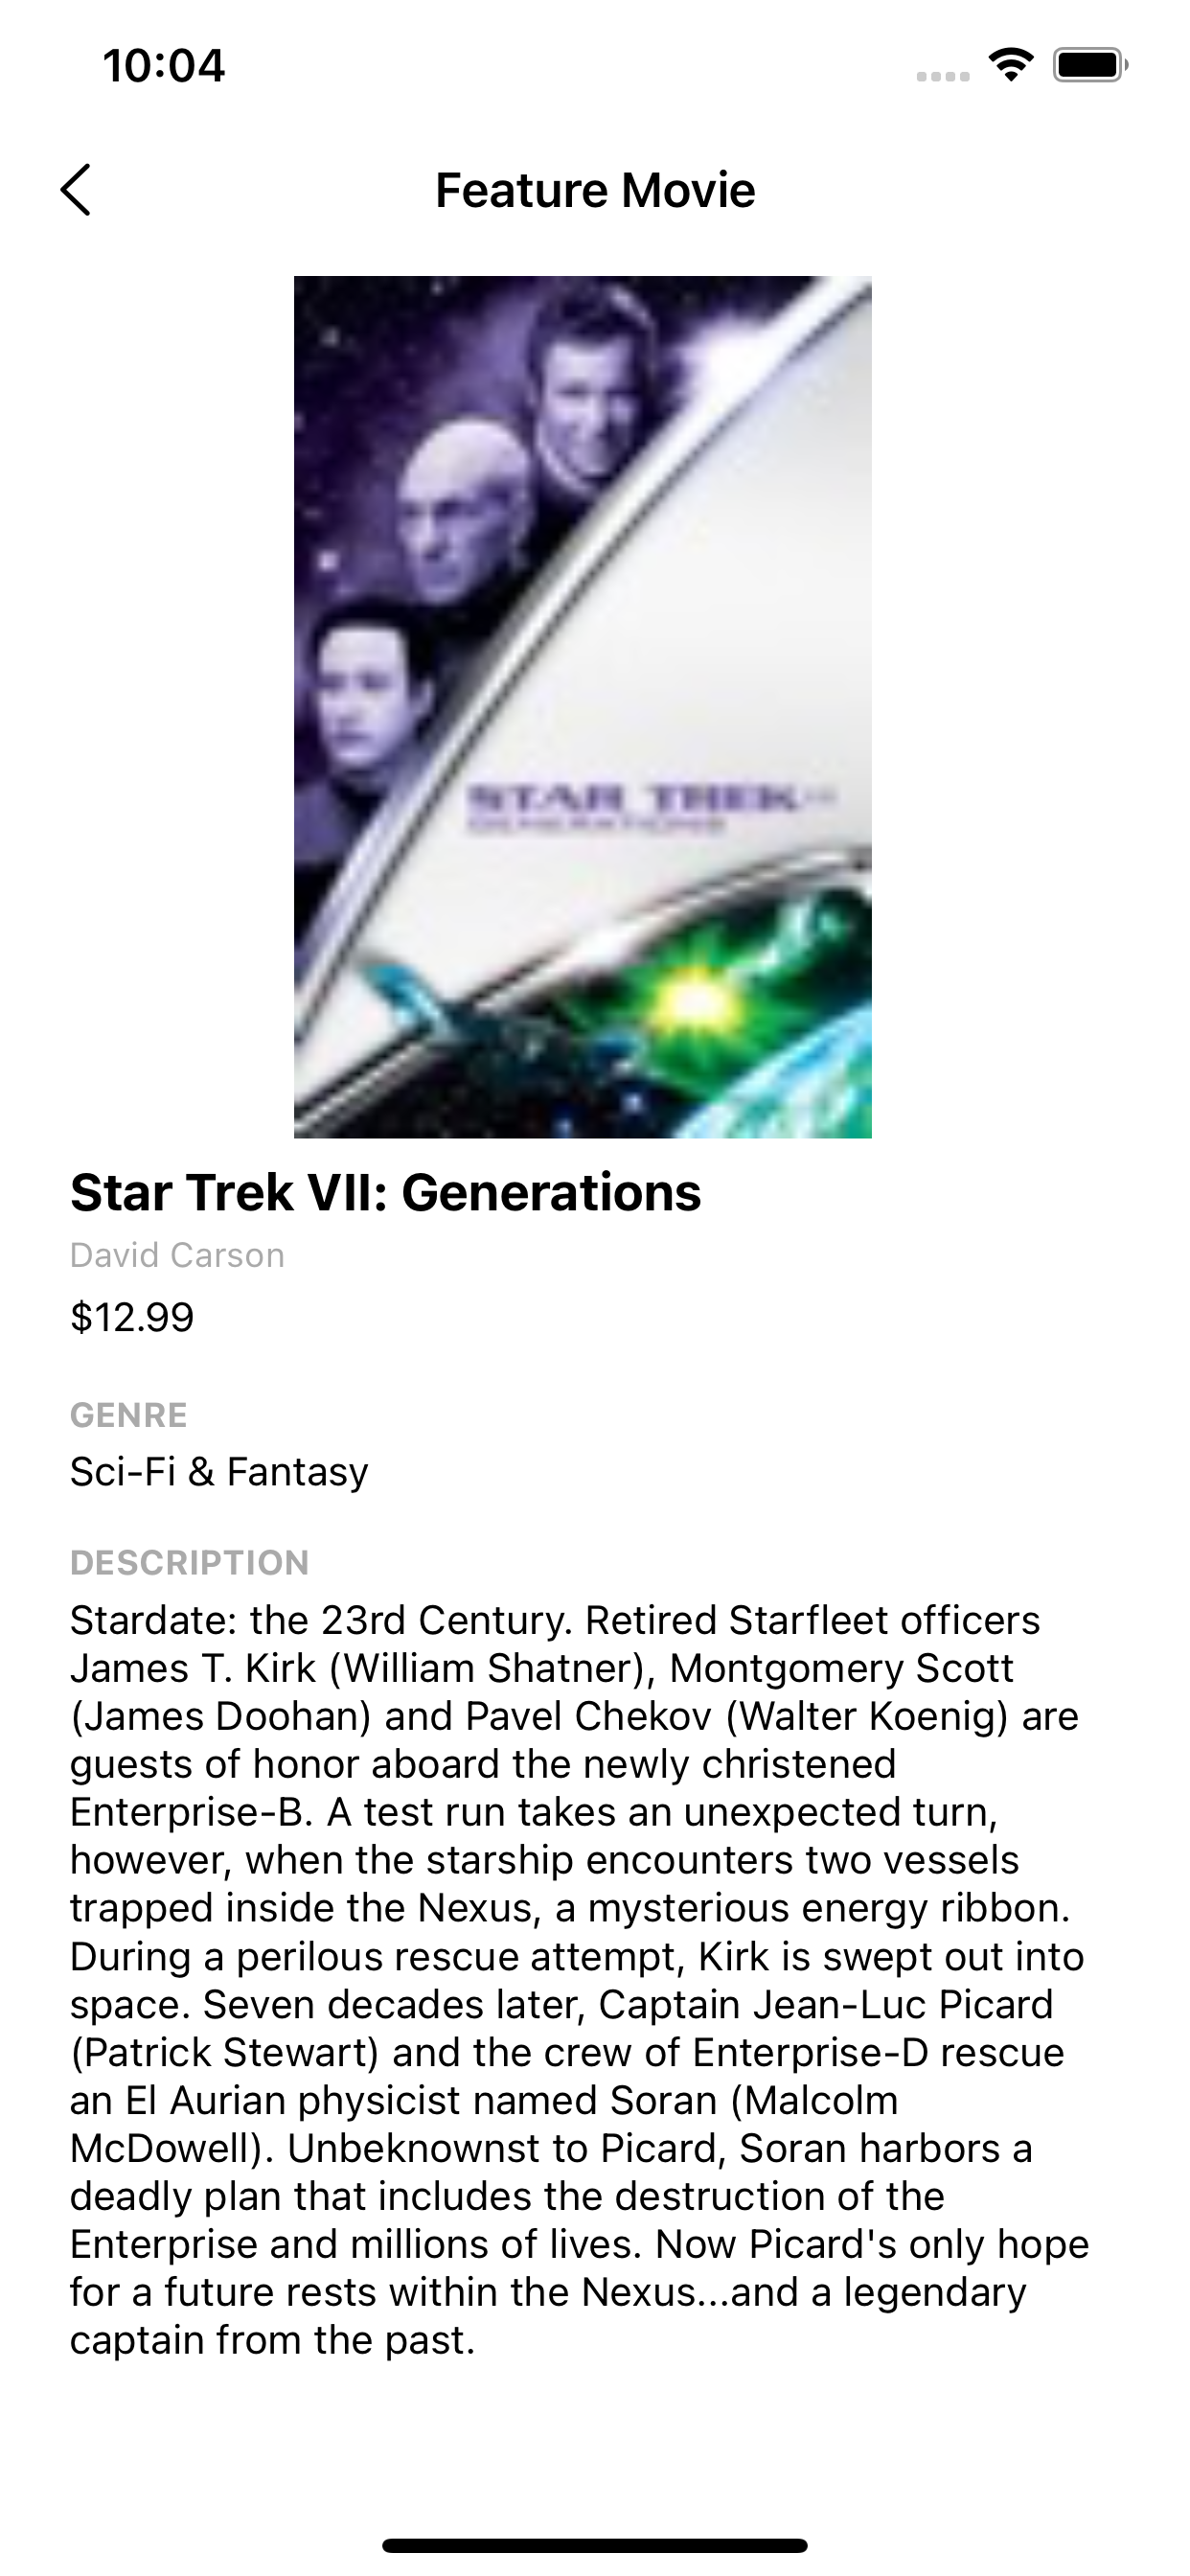 10:04
Feature Movie
STAR TREK
GENERATIONS
Star Trek VII: Generations
David Carson
$12.99
GENRE
Sci-Fi & Fantasy
DESCRIPTION
Stardate: the 23rd Century. Retired Starfleet officers
James T. Kirk (William Shatner), Montgomery Scott
(James Doohan) and Pavel Chekov (Walter Koenig) are
guests of honor aboard the newly christened
Enterprise-B. A test run takes an unexpected turn,
however, when the starship encounters two vessels
trapped inside the Nexus, a mysterious energy ribbon.
During a perilous rescue attempt, Kirk is swept out into
space. Seven decades later, Captain Jean-Luc Picard
(Patrick Stewart) and the crew of Enterprise-D rescue
an El Aurian physicist named Soran (Malcolm
McDowell). Unbeknownst to Picard, Soran harbors a
deadly plan that includes the destruction of the
Enterprise and millions of lives. Now Picard's only hope
for a future rests within the Nexus...and a legendary
captain from the past.